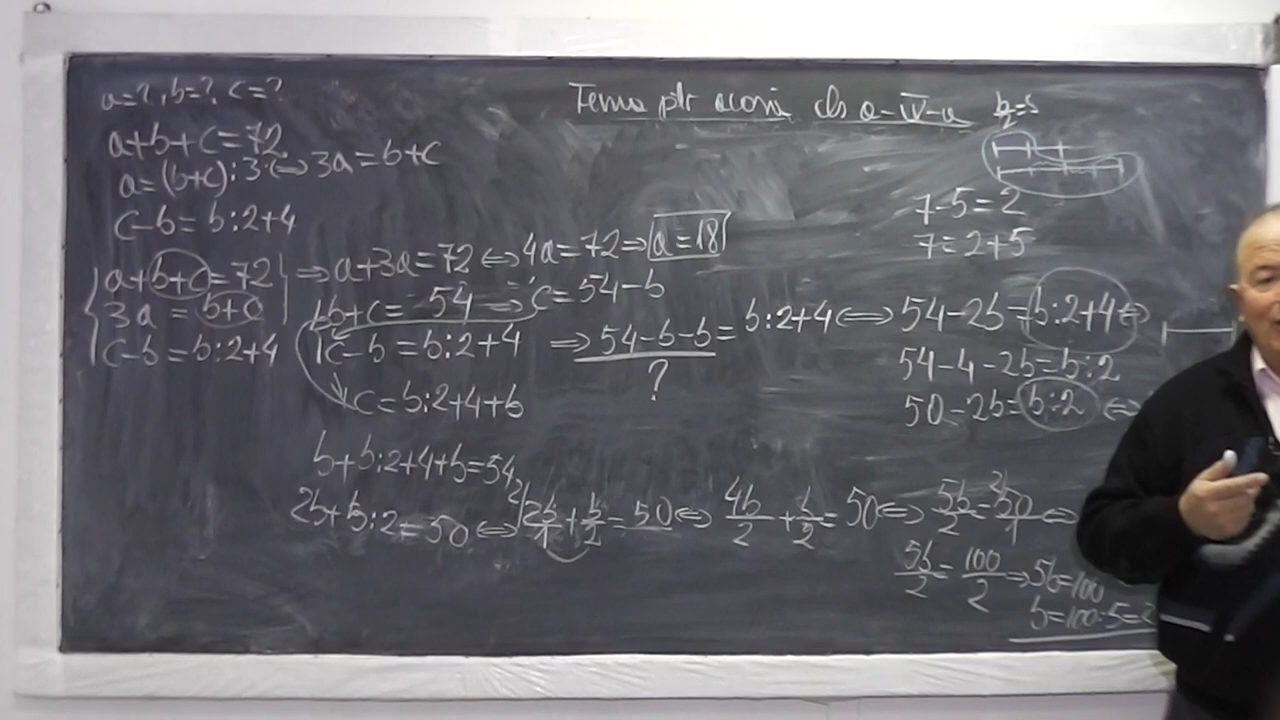 a=?, b=?, c=?
Tema ptr acasă cls a-IV-a
a+b+c=72
a=(b+c):3 ⇔ 3a=b+c
c-b=b:2+4
7-5=2
7=2+5
a+b+c=72 ⇒ a+3a=72 ⇔ 4a=72 ⇒ a=18
3a = b+c
c-b=b:2+4
b+c= 54 ⇒ c=54-b
c-b=b:2+4 ⇒ 54-b-b= b:2+4 ⇔ 54-2b=b:2+4 ⇔
?
54-4-2b=b:2
50-2b=b:2 ⇔
c=b:2+4+b
b+b:2+4+b=54
2b+b:2=50 ⇔ 2b/1+b/2=50 ⇔ 4b/2+b/2=50 ⇔ 5b/2=50/1 ⇔
5b/2=100/2 ⇒ 5b=100
b=100:5=2